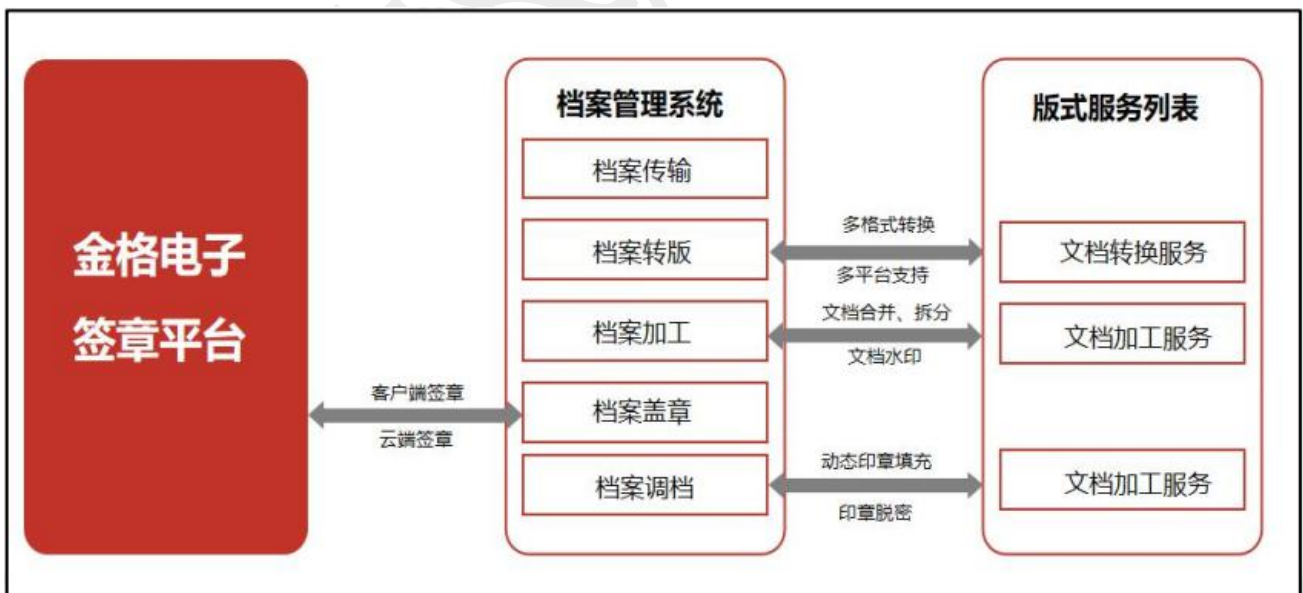 金格电子
签章平台
客户端签章
云端签章
档案管理系统
档案传输
档案转版
档案加工
档案盖章
档案调档
多格式转换
多平台支持
文档合并、拆分
文档水印
动态印章填充
印章脱密
版式服务列表
文档转换服务
文档加工服务
文档加工服务